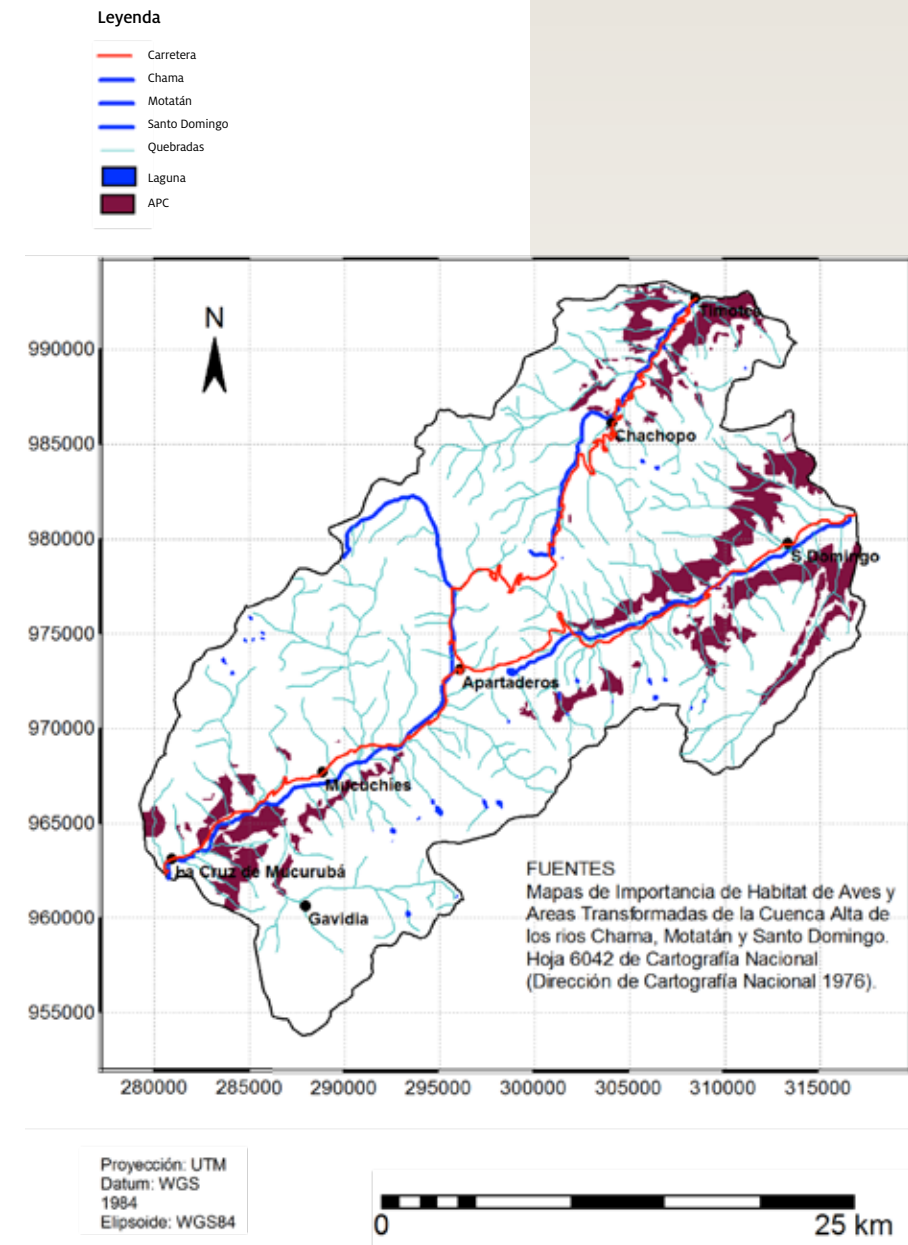 Leyenda
Carretera
Chama
Motatán
Santo Domingo
Quebradas
Laguna
APC
N
990000
985000
980000
975000
970000
965000
960000
955000
Chachopo
S.Domingo
Apartaderos
Mucuchíes
La Cruz de Mucurubá
Gavidia
FUENTES
Mapas de Importancia de Habitat de Aves y
Areas Transformadas de la Cuenca Alta de
los rios Chama, Motatán y Santo Domingo.
Hoja 6042 de Cartografía Nacional
(Dirección de Cartografía Nacional 1976).
280000 285000 290000 295000 300000 305000 310000 315000
Proyección: UTM
Datum: WGS
1984
Elipsoide: WGS84
0 25 km